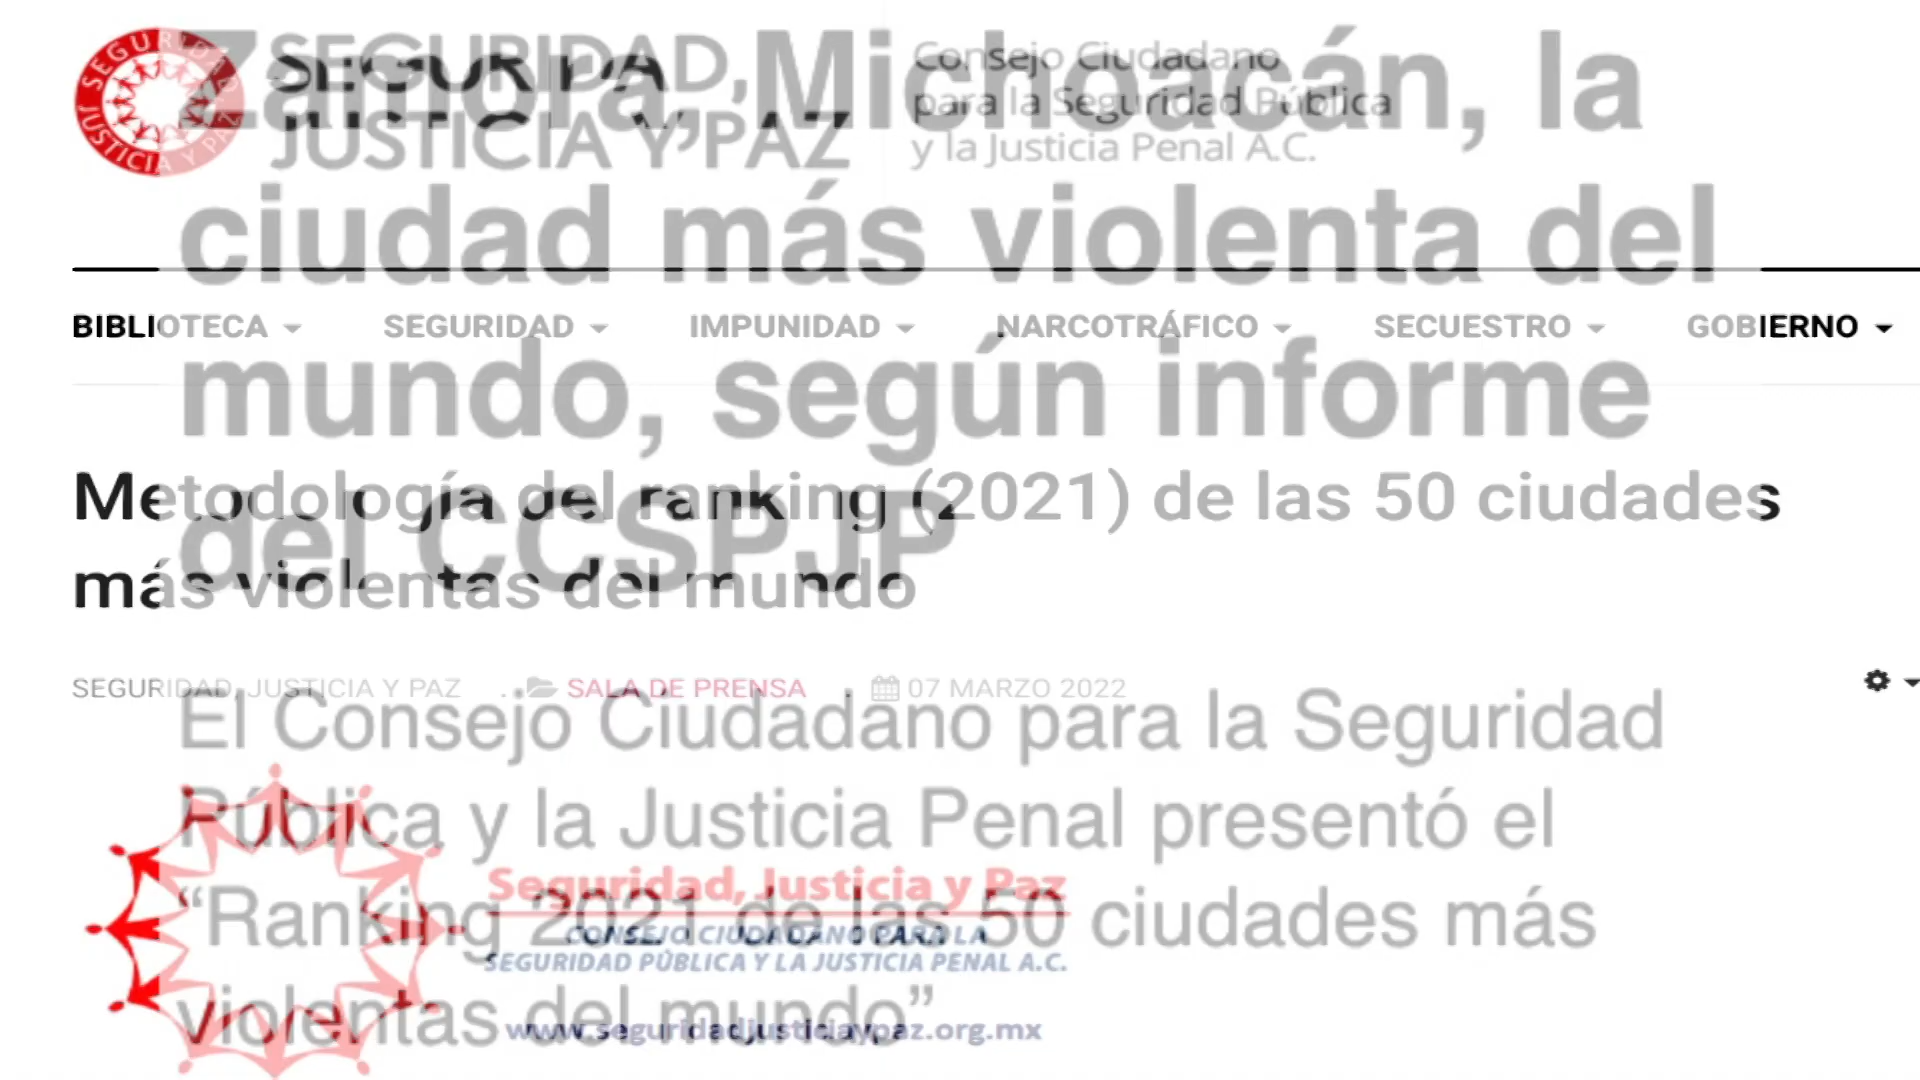 SEGURIDAD, JUSTICIA Y PAZ
SEGURIDAD,
JUSTICIA Y PAZ
Consejo Ciudadano
para la Seguridad Pública
y la Justicia Penal A.C.
Zamora, Michoacán, la
ciudad más violenta del
mundo, según informe
del CCSPJP
BIBLIOTECA SEGURIDAD IMPUNIDAD NARCOTRÁFICO SECUESTRO GOBIERNO
Metodología del ranking (2021) de las 50 ciudades
más violentas del mundo
SEGURIDAD, JUSTICIA Y PAZ SALA DE PRENSA 07 MARZO 2022
El Consejo Ciudadano para la Seguridad
Pública y la Justicia Penal presentó el
“Ranking 2021 de las 50 ciudades más
violentas del mundo”
Seguridad, Justicia y Paz
CONSEJO CIUDADANO PARA LA
SEGURIDAD PÚBLICA Y LA JUSTICIA PENAL A.C.
www.seguridadjusticiaypaz.org.mx